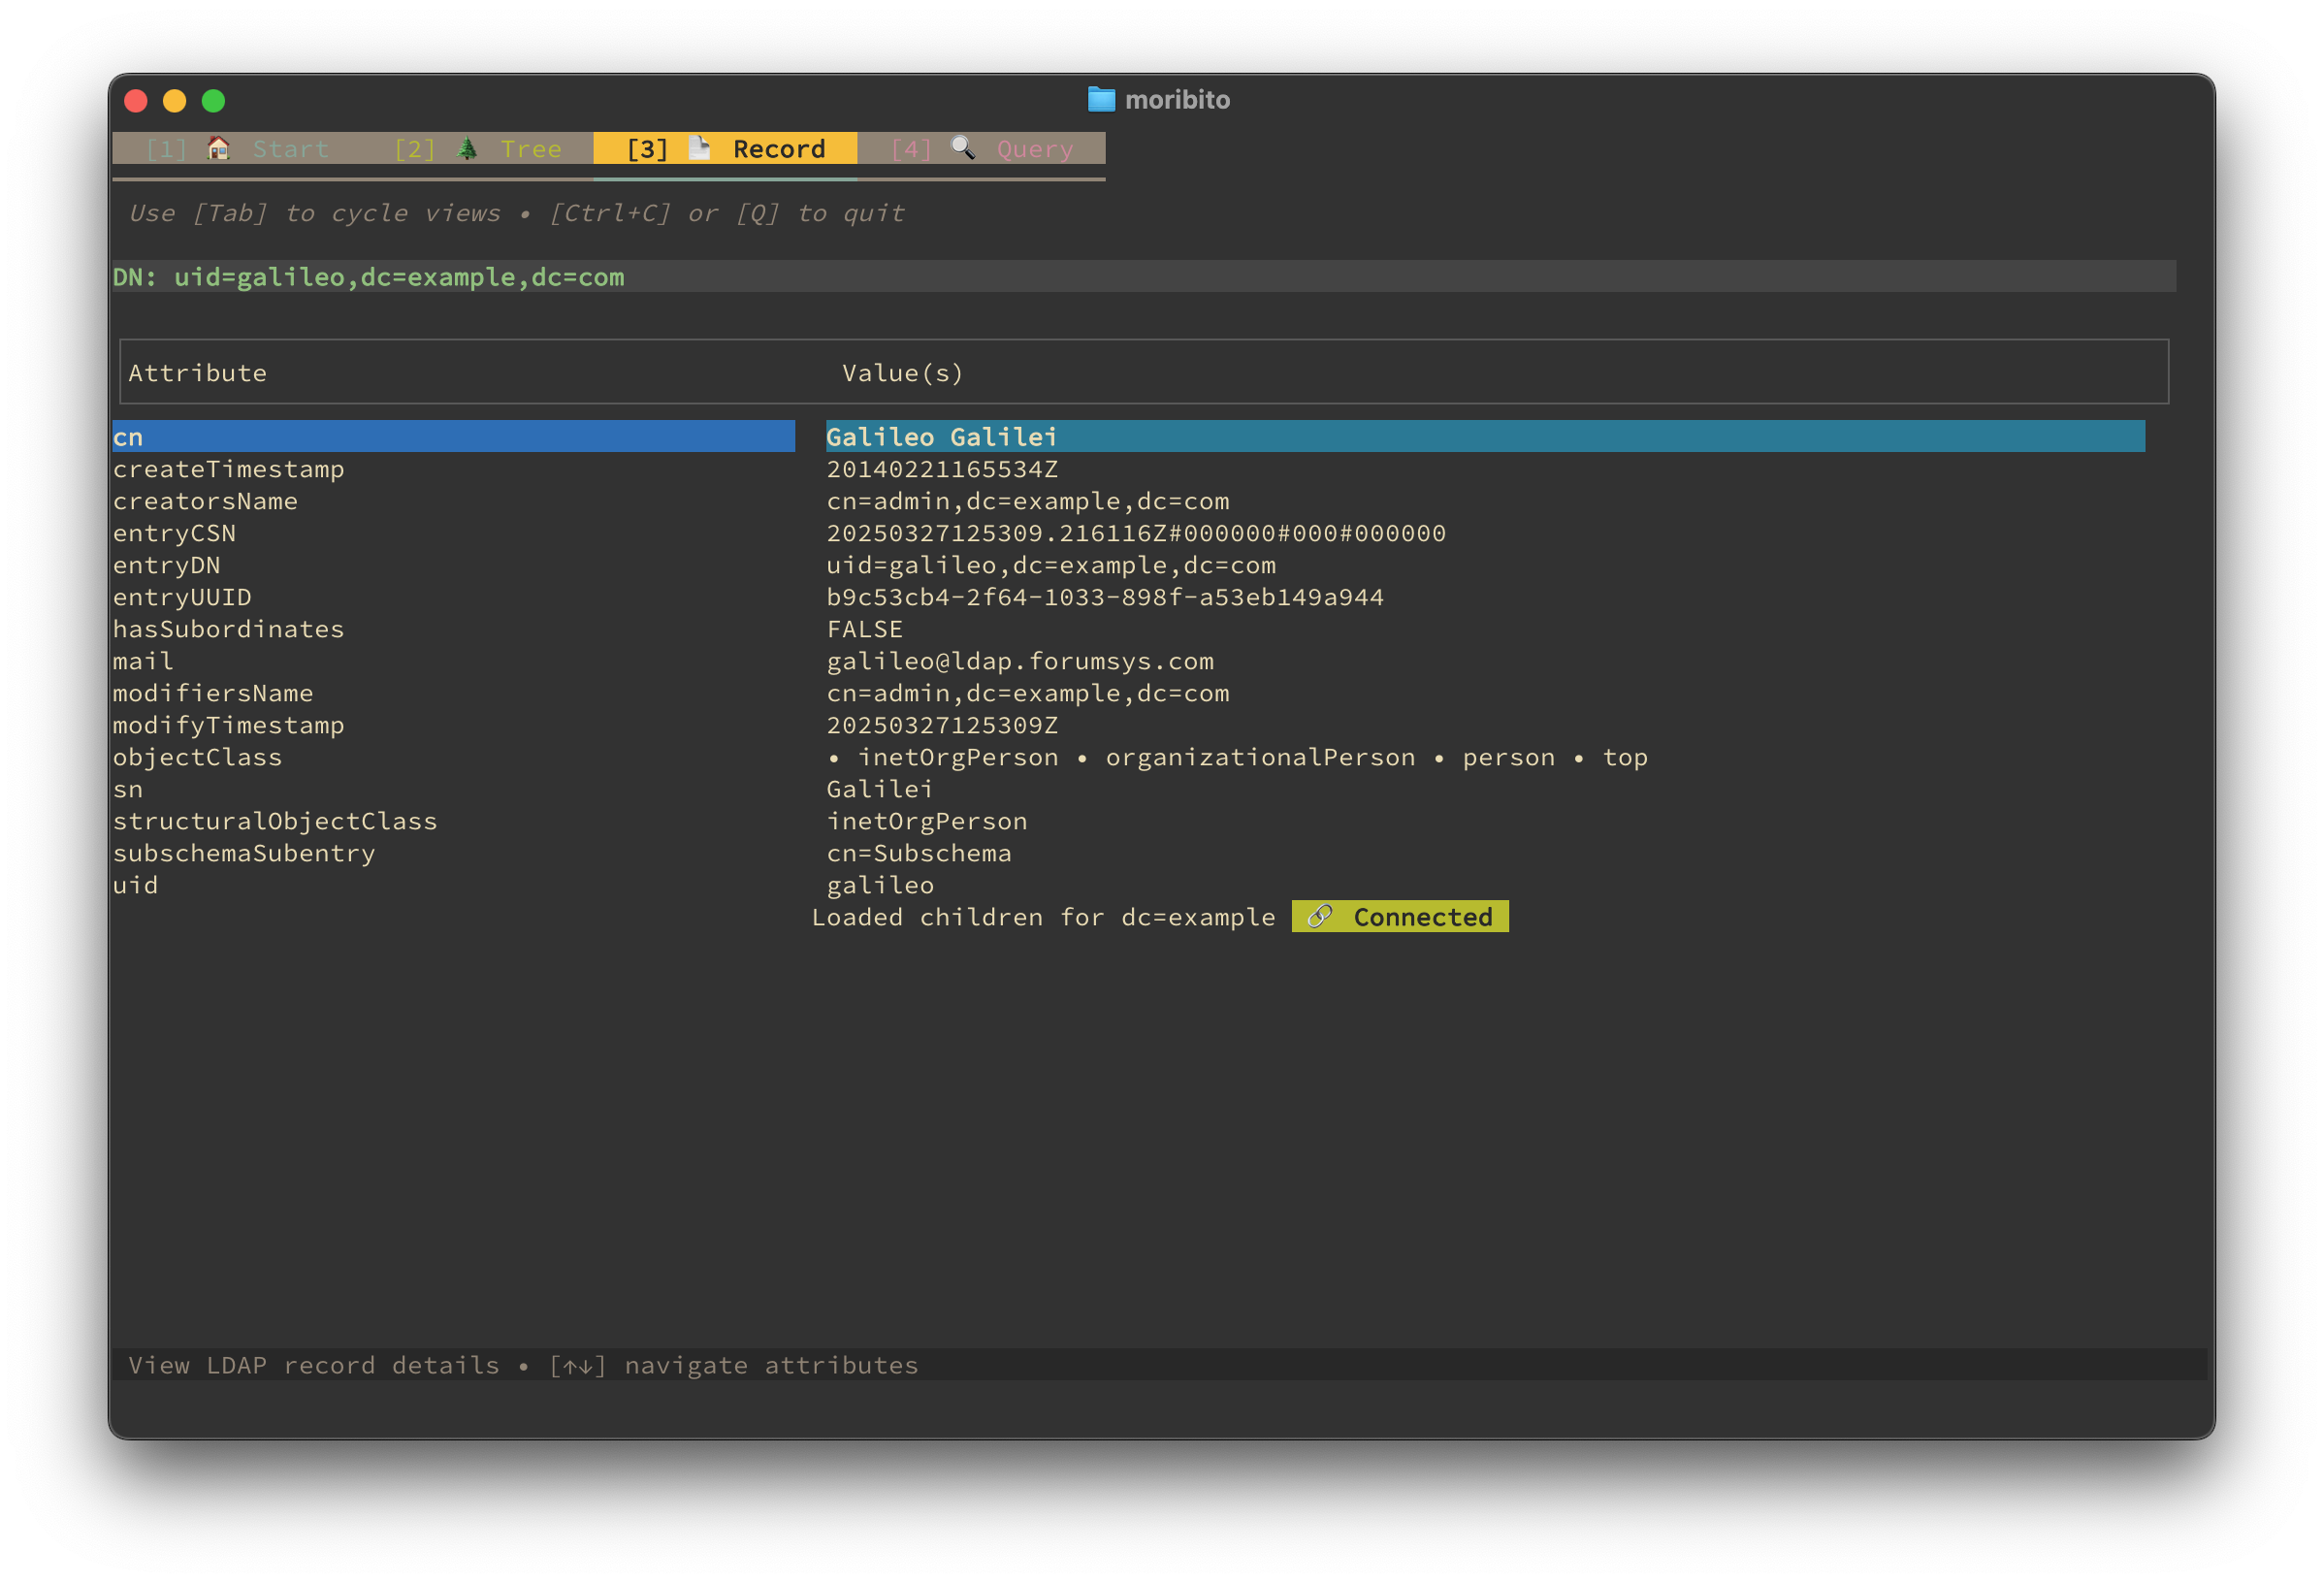 moribito
[1] 🏠 Start [2] 🌲 Tree [3] 📄 Record [4] 🔍 Query
Use [Tab] to cycle views • [Ctrl+C] or [Q] to quit
DN: uid=galileo,dc=example,dc=com
Attribute Value(s)
cn Galileo Galilei
createTimestamp 20140221165534Z
creatorsName cn=admin,dc=example,dc=com
entryCSN 20250327125309.216116Z#000000#000#000000
entryDN uid=galileo,dc=example,dc=com
entryUUID b9c53cb4-2f64-1033-898f-a53eb149a944
hasSubordinates FALSE
mail galileo@ldap.forumsys.com
modifiersName cn=admin,dc=example,dc=com
modifyTimestamp 20250327125309Z
objectClass • inetOrgPerson • organizationalPerson • person • top
sn Galilei
structuralObjectClass inetOrgPerson
subschemaSubentry cn=Subschema
uid galileo
Loaded children for dc=example 🔗 Connected
View LDAP record details • [↑↓] navigate attributes